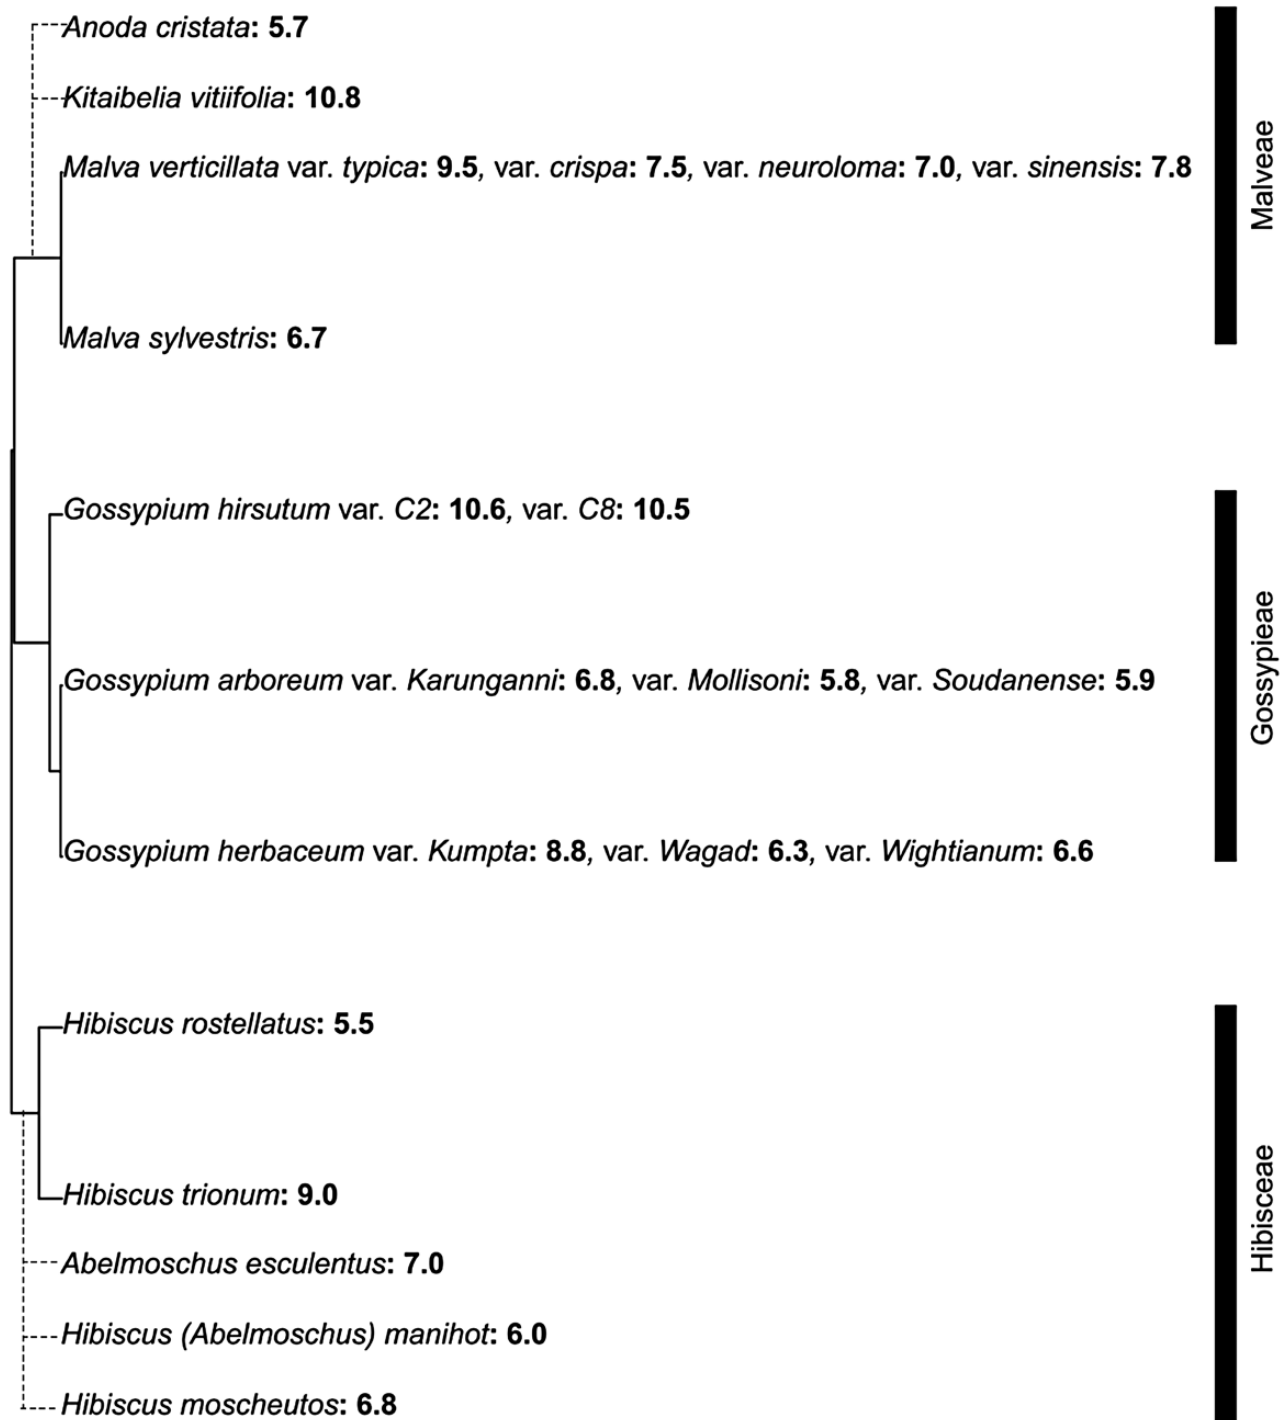 Anoda cristata: 5.7
Kitaibelia vitiifolia: 10.8
Malva verticillata var. typica: 9.5, var. crispa: 7.5, var. neuroloma: 7.0, var. sinensis: 7.8
Malva sylvestris: 6.7
Malveae
Gossypium hirsutum var. C2: 10.6, var. C8: 10.5
Gossypium arboreum var. Karunganni: 6.8, var. Mollisoni: 5.8, var. Soudanense: 5.9
Gossypium herbaceum var. Kumpta: 8.8, var. Wagad: 6.3, var. Wightianum: 6.6
Gossypieae
Hibiscus rostellatus: 5.5
Hibiscus trionum: 9.0
Abelmoschus esculentus: 7.0
Hibiscus (Abelmoschus) manihot: 6.0
Hibiscus moscheutos: 6.8
Hibisceae